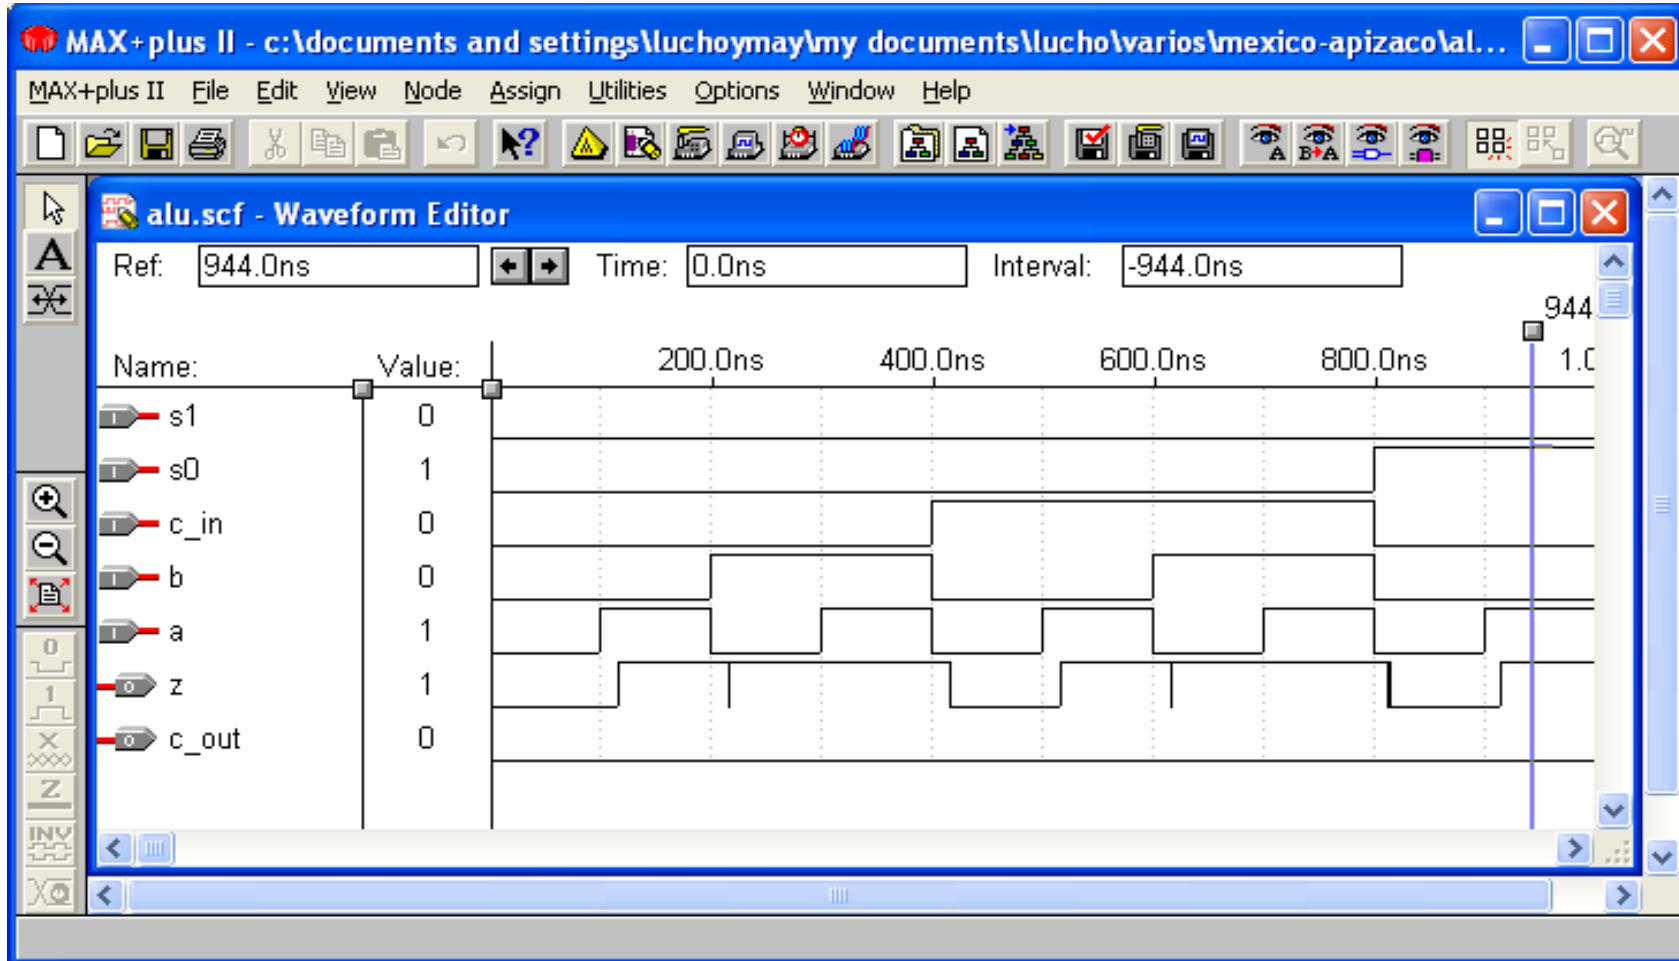 MAX+plus II - c:\documents and settings\luchoymay\my documents\lucho\varios\mexico-apizaco\al...
MAX+plus II File Edit View Node Assign Utilities Options Window Help
alu.scf - Waveform Editor
Ref: 944.0ns Time: 0.0ns Interval: -944.0ns
944
Name: Value: 200.0ns 400.0ns 600.0ns 800.0ns 1.0
s1 0
s0 1
c_in 0
b 0
a 1
z 1
c_out 0
A
0
1
X
Z
INV